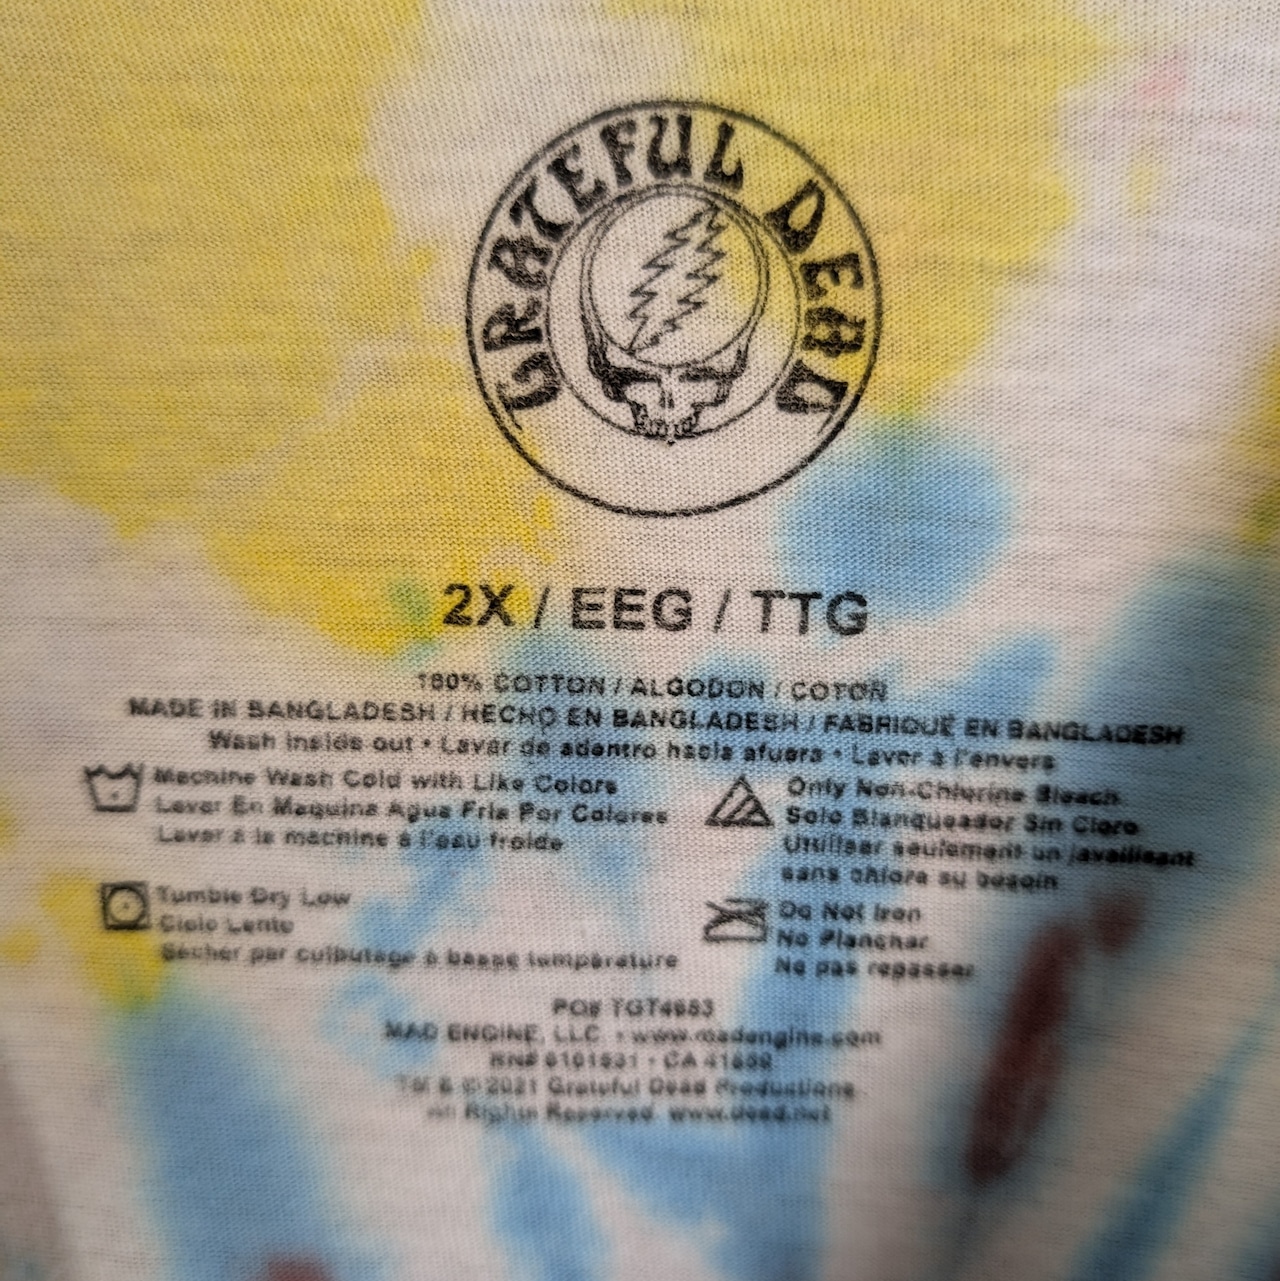 GRATEFUL DEAD
2X / EEG / TTG
100% COTTON / ALGODON / COTON
MADE IN BANGLADESH / HECHO EN BANGLADESH / FABRIQUÉ EN BANGLADESH
Wash inside out • Lavar de adentro hacia afuera • Laver à l'envers
Machine Wash Cold with Like Colors
Lavar En Maquina Agua Fria Por Colores
Laver à la machine à l'eau froide
Only Non-Chlorine Bleach
Solo Blanqueador Sin Cloro
Utiliser seulement un javellisant
sans chlore au besoin
Tumble Dry Low
Ciclo Lento
Sécher par culbutage à basse température
Do Not Iron
No Planchar
Ne pas repasser
PO# TGT4653
MAD ENGINE, LLC. • www.madengine.com
RN# CA
TM & © 2021 Grateful Dead Productions
All Rights Reserved. www.dead.net